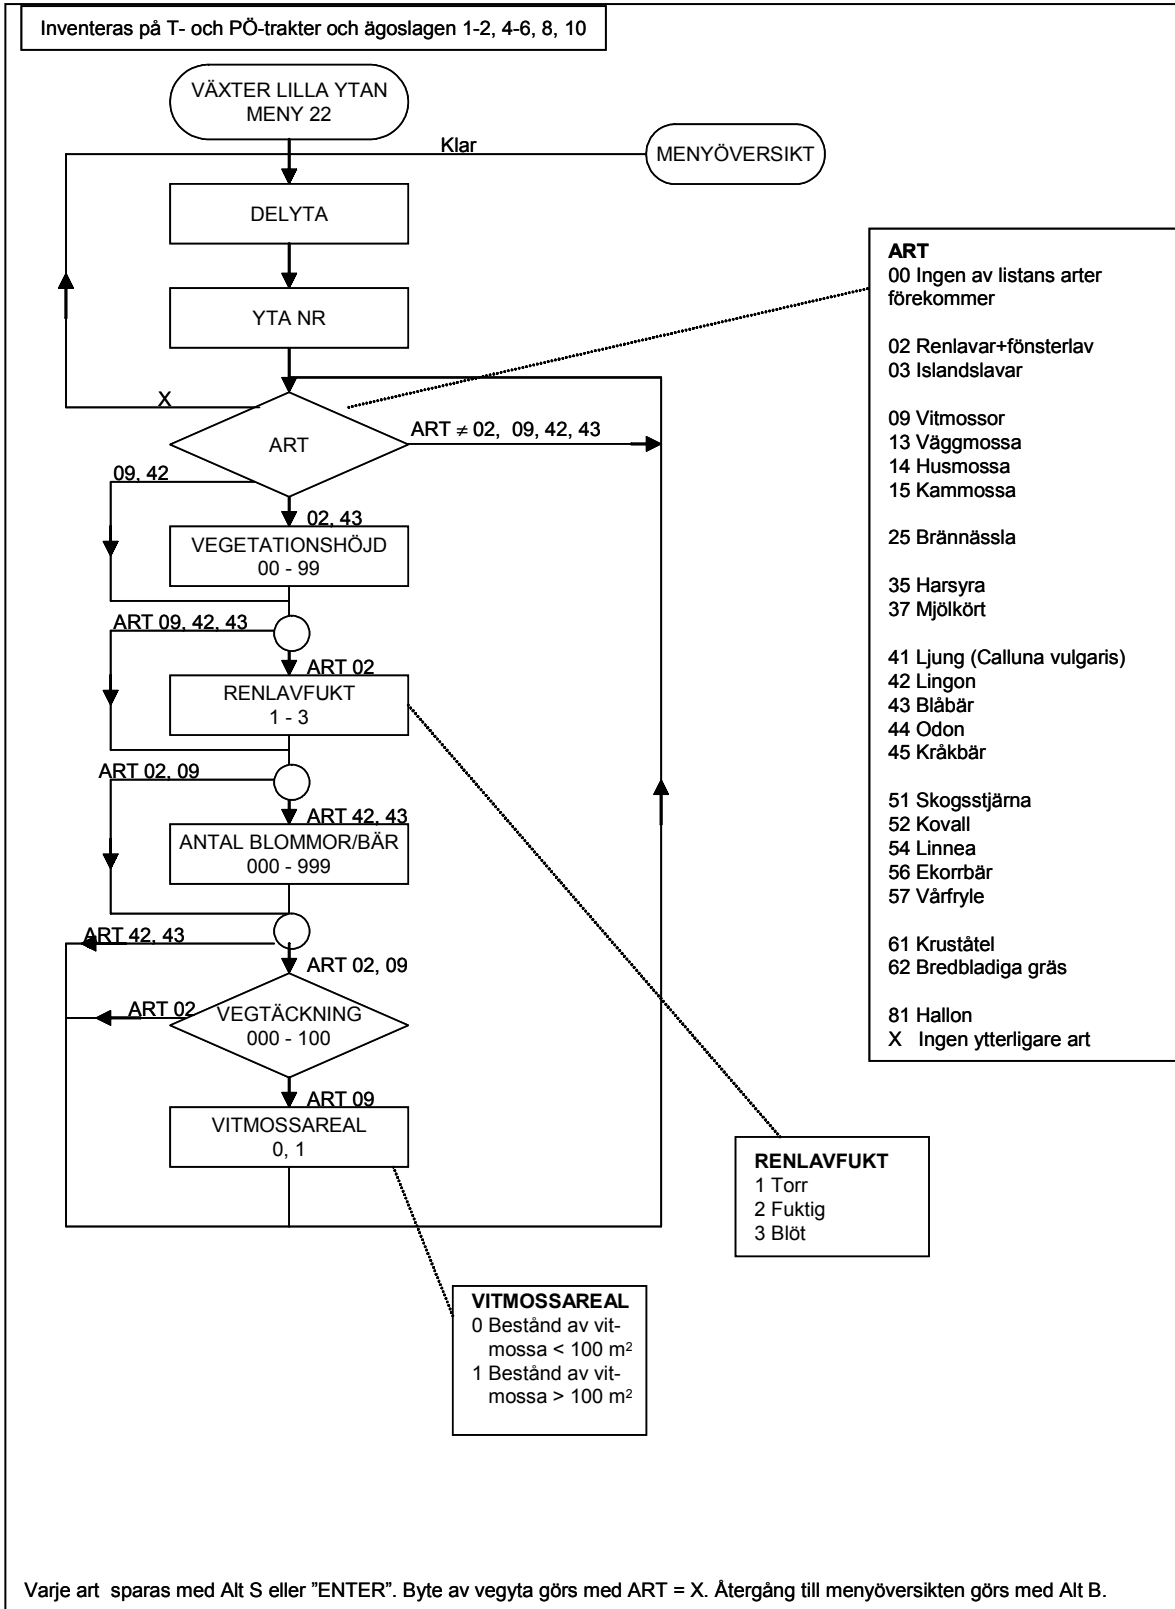 Inventeras på T- och PÖ-trakter och ägoslagen 1-2, 4-6, 8, 10
VÄXTER LILLA YTAN
MENY 22
Klar
MENYÖVERSIKT
DELYTA
YTA NR
X
ART
ART ≠ 02, 09, 42, 43
09, 42
02, 43
VEGETATIONSHÖJD
00 - 99
ART 09, 42, 43
ART 02
RENLAVFUKT
1 - 3
ART 02, 09
ART 42, 43
ANTAL BLOMMOR/BÄR
000 - 999
ART 42, 43
ART 02, 09
ART 02
VEGTÄCKNING
000 - 100
ART 09
VITMOSSAREAL
0, 1
ART
00 Ingen av listans arter
förekommer
02 Renlavar+fönsterlav
03 Islandslavar
09 Vitmossor
13 Väggmossa
14 Husmossa
15 Kammossa
25 Brännässla
35 Harsyra
37 Mjölkört
41 Ljung (Calluna vulgaris)
42 Lingon
43 Blåbär
44 Odon
45 Kråkbär
51 Skogsstjärna
52 Kovall
54 Linnea
56 Ekorrbär
57 Vårfryle
61 Kruståtel
62 Bredbladiga gräs
81 Hallon
X Ingen ytterligare art
RENLAVFUKT
1 Torr
2 Fuktig
3 Blöt
VITMOSSAREAL
0 Bestånd av vit-
mossa < 100 m²
1 Bestånd av vit-
mossa > 100 m²
Varje art sparas med Alt S eller ”ENTER”. Byte av vegyta görs med ART = X. Återgång till menyöversikten görs med Alt B.